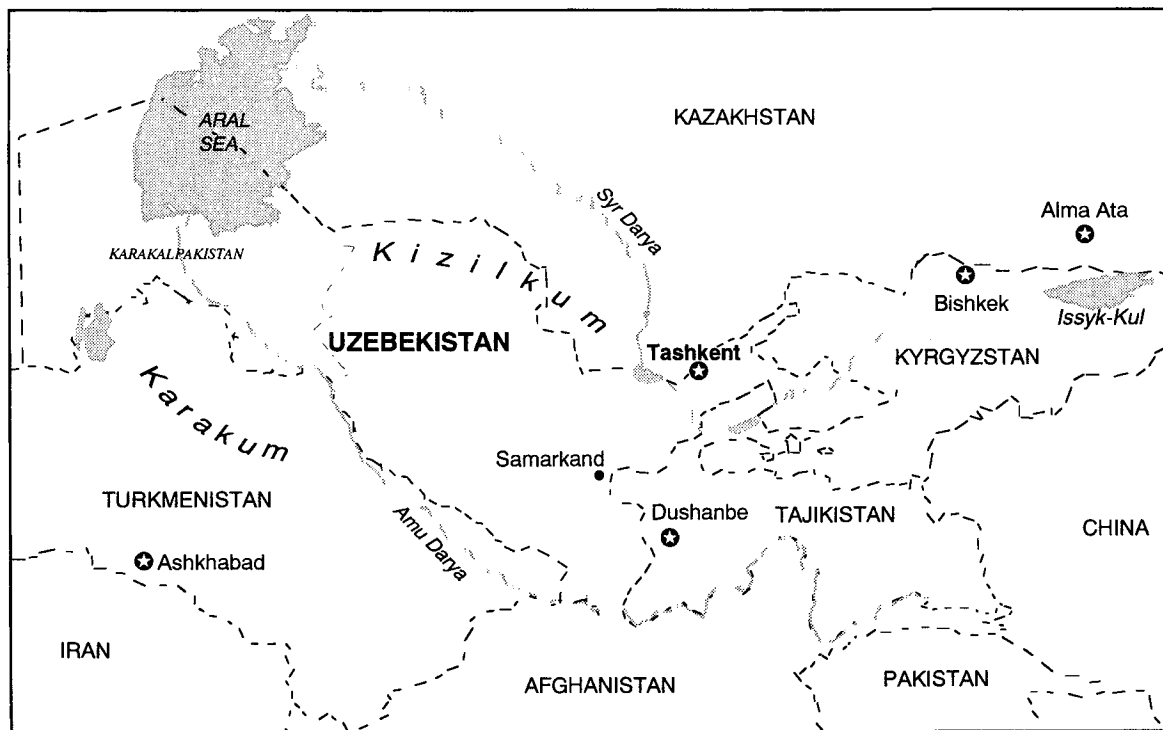 ARAL
SEA
KAZAKHSTAN
Syr Darya
Alma Ata
KARAKALPAKISTAN
Kizilkum
Bishkek
Issyk-Kul
UZEBEKISTAN
Tashkent
KYRGYZSTAN
Karakum
Samarkand
TURKMENISTAN
Dushanbe
TAJIKISTAN
Amu Darya
CHINA
Ashkhabad
IRAN
AFGHANISTAN
PAKISTAN